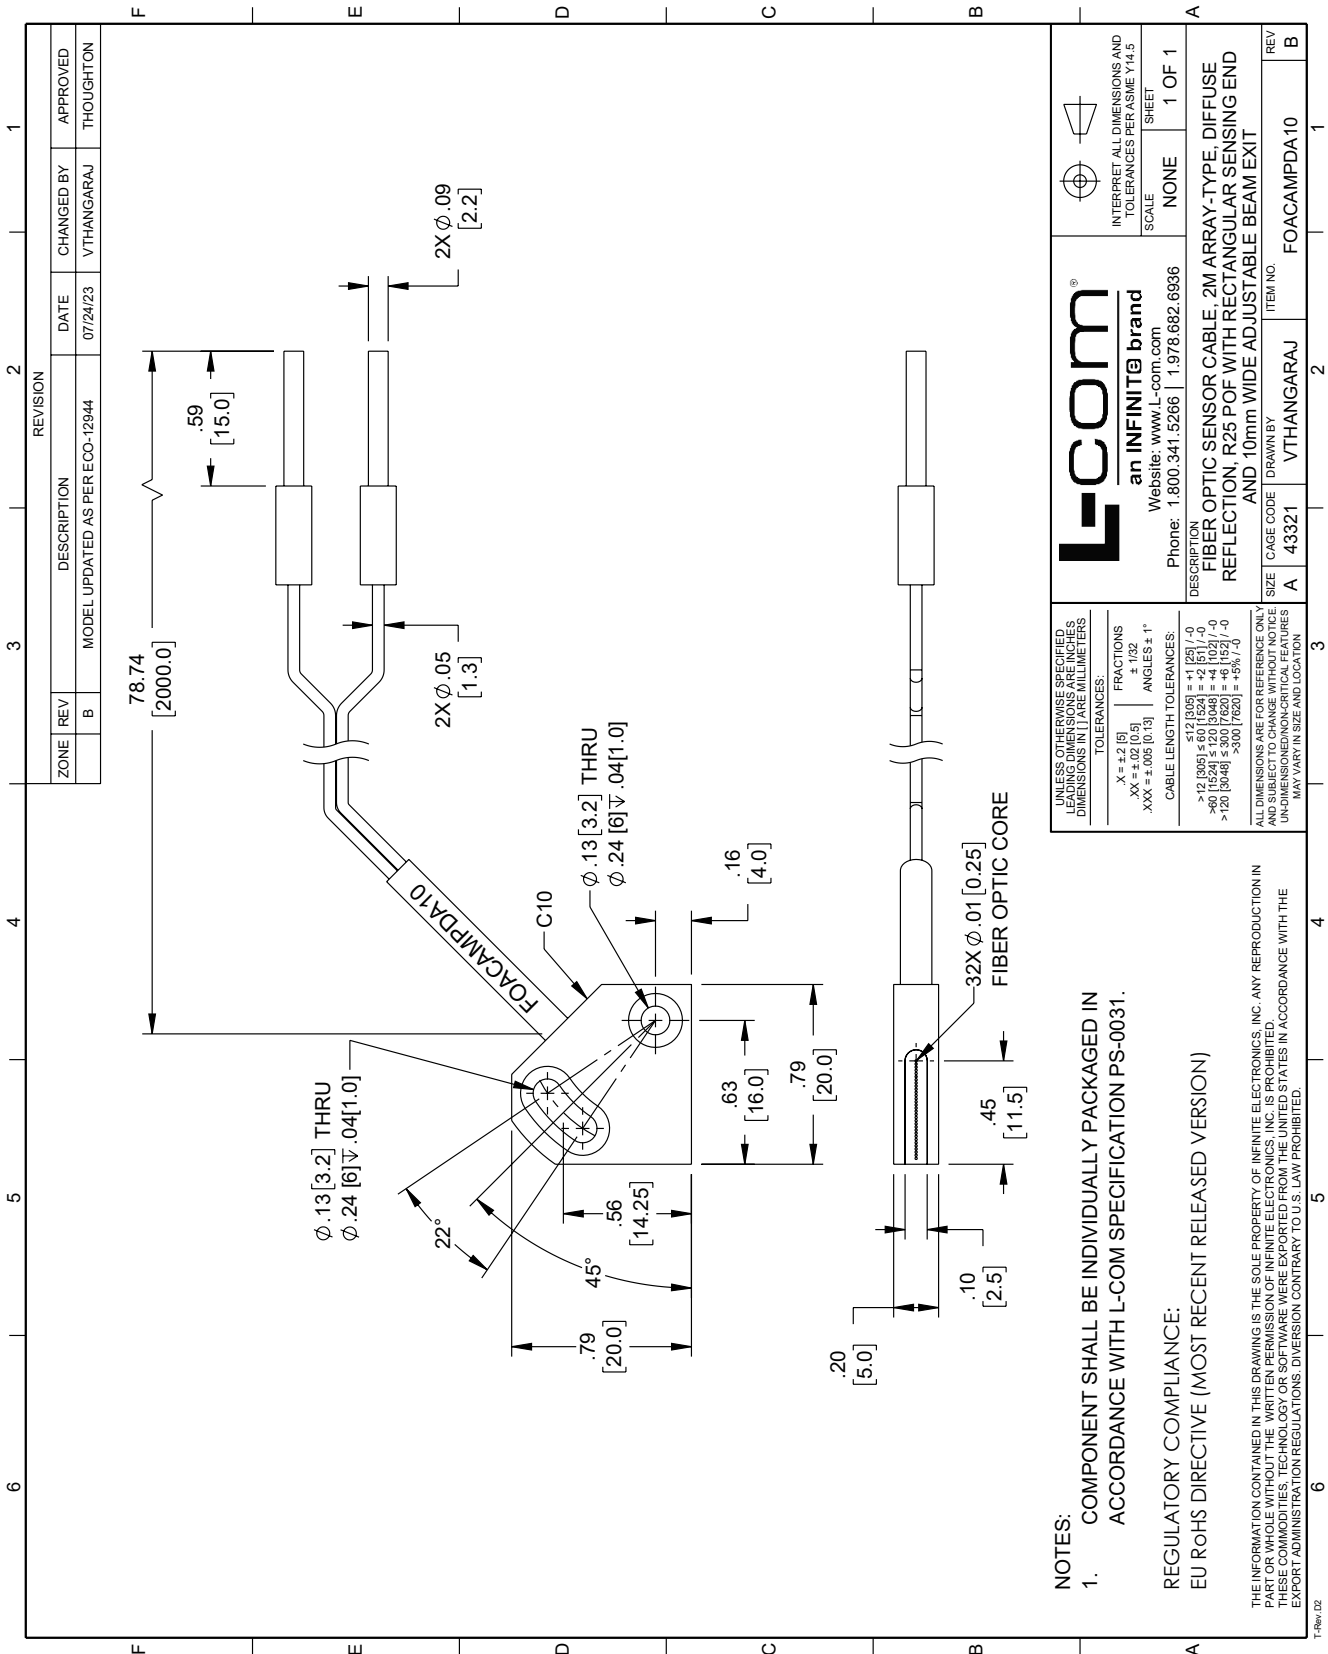 6
5
4
3
2
1
F
E
D
C
B
A
F
E
D
C
B
A
6
5
4
3
2
1
REVISION
ZONE REV DESCRIPTION DATE CHANGED BY APPROVED
B MODEL UPDATED AS PER ECO-12944 07/24/23 VTHANGARAJ THOUGHTON
78.74
[2000.0]
.59
[15.0]
2X ⌀.09
[2.2]
2X ⌀.05
[1.3]
⌀.13 [3.2] THRU
⌀.24 [6]↧.04[1.0]
22°
45°
.79
[20.0]
.56
[14.25]
FOACAMPDA10
C10
⌀.13 [3.2] THRU
⌀.24 [6]↧.04[1.0]
.16
[4.0]
.63
[16.0]
.79
[20.0]
.20
[5.0]
.10
[2.5]
.45
[11.5]
32X ⌀.01 [0.25]
FIBER OPTIC CORE
NOTES:
1. COMPONENT SHALL BE INDIVIDUALLY PACKAGED IN
ACCORDANCE WITH L-COM SPECIFICATION PS-0031.
REGULATORY COMPLIANCE:
EU RoHS DIRECTIVE (MOST RECENT RELEASED VERSION)
THE INFORMATION CONTAINED IN THIS DRAWING IS THE SOLE PROPERTY OF INFINITE ELECTRONICS, INC. ANY REPRODUCTION IN
PART OR WHOLE WITHOUT THE WRITTEN PERMISSION OF INFINITE ELECTRONICS, INC. IS PROHIBITED.
THESE COMMODITIES, TECHNOLOGY OR SOFTWARE WERE EXPORTED FROM THE UNITED STATES IN ACCORDANCE WITH THE
EXPORT ADMINISTRATION REGULATIONS. DIVERSION CONTRARY TO U.S. LAW PROHIBITED.
T-Rev.D2
UNLESS OTHERWISE SPECIFIED
LEADING DIMENSIONS ARE INCHES
DIMENSIONS IN [ ] ARE MILLIMETERS
TOLERANCES:
.X = ±.2 [5] FRACTIONS
.XX = ±.02 [0.5] ± 1/32
.XXX = ±.005 [0.13] ANGLES ± 1°
CABLE LENGTH TOLERANCES:
≤12 [305] = +1 [25] / -0
>12 [305] ≤ 60 [1524] = +2 [51] / -0
>60 [1524] ≤ 120 [3048] = +4 [102] / -0
>120 [3048] ≤ 300 [7620] = +6 [152] / -0
>300 [7620] = +5% / -0
ALL DIMENSIONS ARE FOR REFERENCE ONLY
AND SUBJECT TO CHANGE WITHOUT NOTICE.
UN-DIMENSIONED/NON-CRITICAL FEATURES
MAY VARY IN SIZE AND LOCATION
L-com®
an INFINITE brand
Website: www.L-com.com
Phone: 1.800.341.5266 | 1.978.682.6936
INTERPRET ALL DIMENSIONS AND
TOLERANCES PER ASME Y14.5
SCALE SHEET
NONE 1 OF 1
DESCRIPTION
FIBER OPTIC SENSOR CABLE, 2M ARRAY-TYPE, DIFFUSE
REFLECTION, R25 POF WITH RECTANGULAR SENSING END
AND 10mm WIDE ADJUSTABLE BEAM EXIT
SIZE CAGE CODE DRAWN BY ITEM NO. REV
A 43321 VTHANGARAJ FOACAMPDA10 B